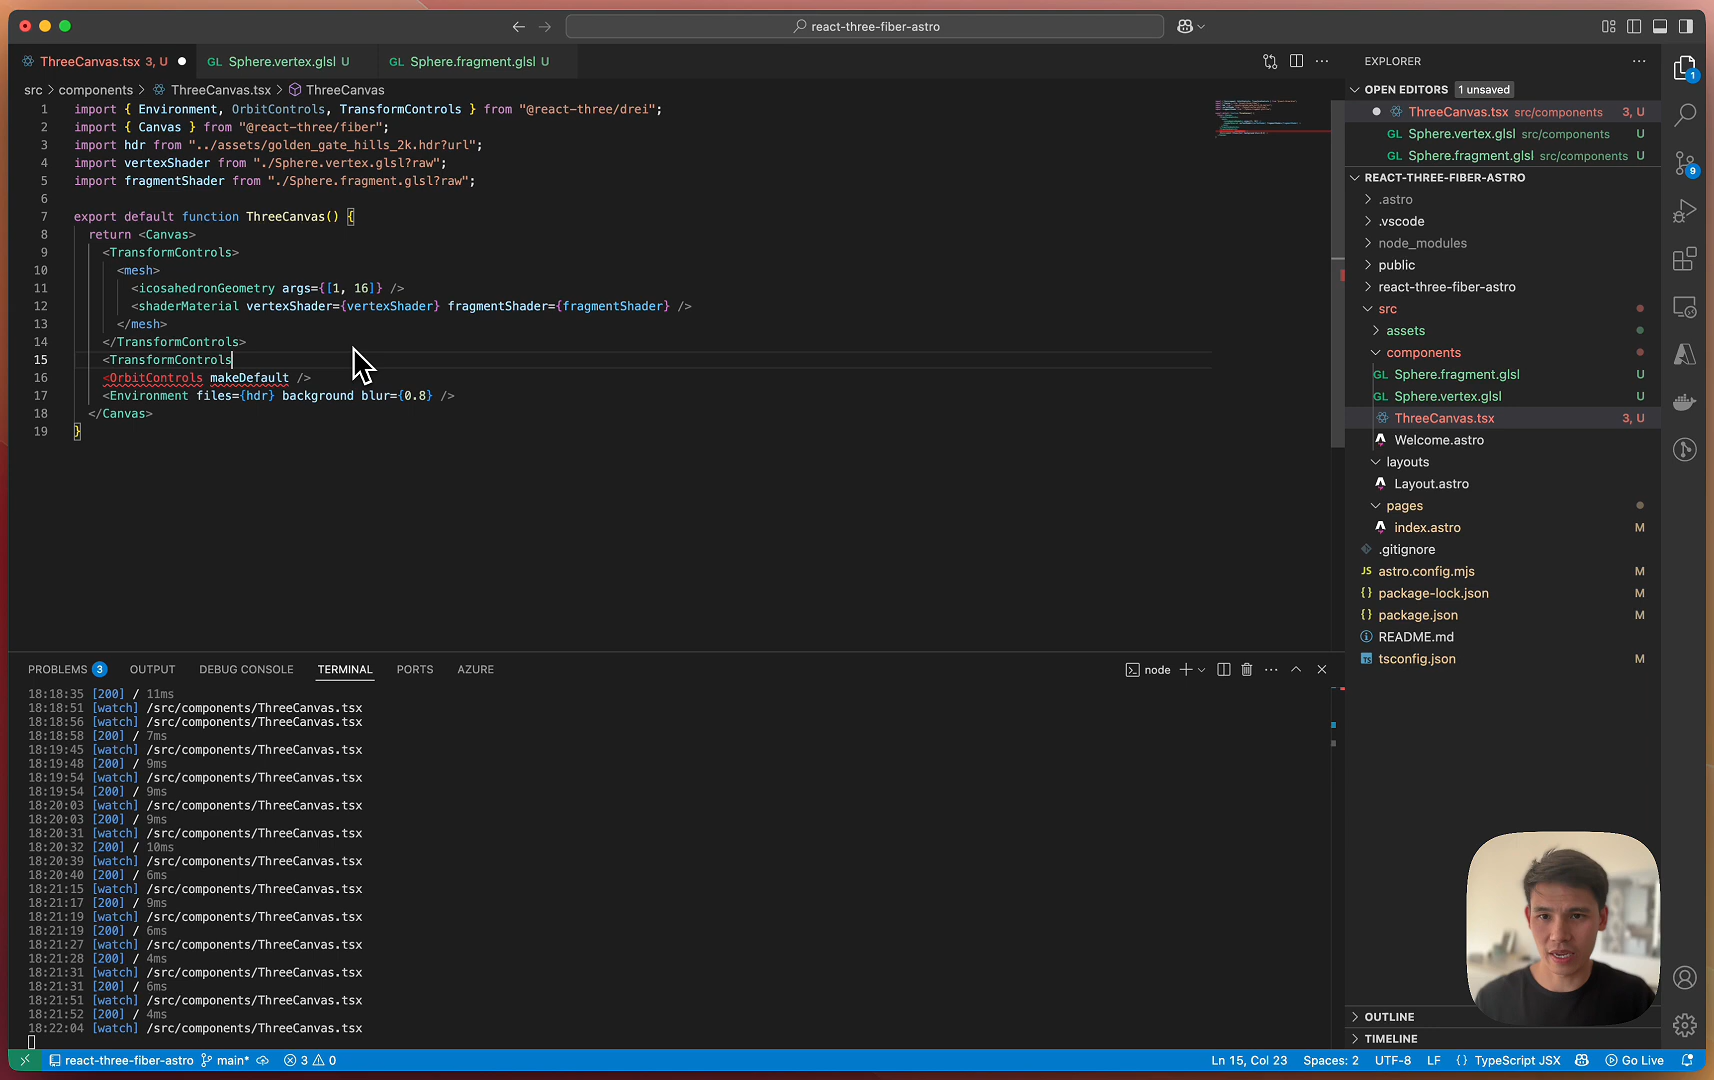 react-three-fiber-astro
ThreeCanvas.tsx 3, U
GL Sphere.vertex.glsl U
GL Sphere.fragment.glsl U
src > components > ThreeCanvas.tsx > ThreeCanvas
1 import { Environment, OrbitControls, TransformControls } from "@react-three/drei";
2 import { Canvas } from "@react-three/fiber";
3 import hdr from "../assets/golden_gate_hills_2k.hdr?url";
4 import vertexShader from "./Sphere.vertex.glsl?raw";
5 import fragmentShader from "./Sphere.fragment.glsl?raw";
6
7 export default function ThreeCanvas() {
8 return <Canvas>
9 <TransformControls>
10 <mesh>
11 <icosahedronGeometry args={[1, 16]} />
12 <shaderMaterial vertexShader={vertexShader} fragmentShader={fragmentShader} />
13 </mesh>
14 </TransformControls>
15 <TransformControls
16 <OrbitControls makeDefault />
17 <Environment files={hdr} background blur={0.8} />
18 </Canvas>
19 }
PROBLEMS 3 OUTPUT DEBUG CONSOLE TERMINAL PORTS AZURE
node
18:18:35 [200] / 11ms
18:18:51 [watch] /src/components/ThreeCanvas.tsx
18:18:56 [watch] /src/components/ThreeCanvas.tsx
18:18:58 [200] / 7ms
18:19:45 [watch] /src/components/ThreeCanvas.tsx
18:19:48 [200] / 9ms
18:19:54 [watch] /src/components/ThreeCanvas.tsx
18:19:54 [200] / 9ms
18:20:03 [watch] /src/components/ThreeCanvas.tsx
18:20:03 [200] / 9ms
18:20:31 [watch] /src/components/ThreeCanvas.tsx
18:20:32 [200] / 10ms
18:20:39 [watch] /src/components/ThreeCanvas.tsx
18:20:40 [200] / 6ms
18:21:15 [watch] /src/components/ThreeCanvas.tsx
18:21:17 [200] / 9ms
18:21:19 [watch] /src/components/ThreeCanvas.tsx
18:21:19 [200] / 6ms
18:21:27 [watch] /src/components/ThreeCanvas.tsx
18:21:28 [200] / 4ms
18:21:31 [watch] /src/components/ThreeCanvas.tsx
18:21:31 [200] / 6ms
18:21:51 [watch] /src/components/ThreeCanvas.tsx
18:21:52 [200] / 4ms
18:22:04 [watch] /src/components/ThreeCanvas.tsx
EXPLORER
OPEN EDITORS 1 unsaved
ThreeCanvas.tsx src/components 3, U
GL Sphere.vertex.glsl src/components U
GL Sphere.fragment.glsl src/components U
REACT-THREE-FIBER-ASTRO
.astro
.vscode
node_modules
public
react-three-fiber-astro
src
assets
components
GL Sphere.fragment.glsl U
GL Sphere.vertex.glsl U
ThreeCanvas.tsx 3, U
Welcome.astro
layouts
Layout.astro
pages
index.astro M
.gitignore
JS astro.config.mjs M
{ } package-lock.json M
{ } package.json M
README.md
TS tsconfig.json M
OUTLINE
TIMELINE
1
9
react-three-fiber-astro main* 3 0
Ln 15, Col 23 Spaces: 2 UTF-8 LF { } TypeScript JSX Go Live